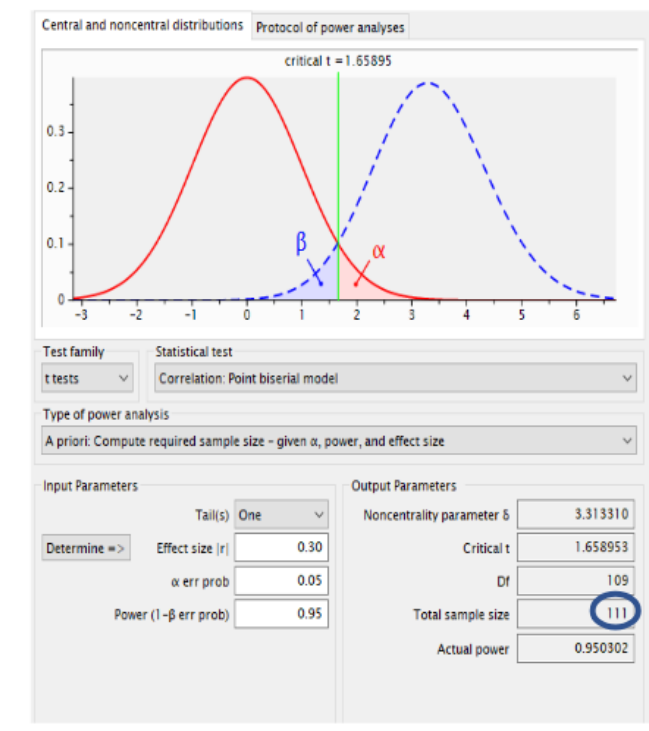 Central and noncentral distributions Protocol of power analyses
critical t = 1.65895
0.3
0.2
0.1
0
β α
-3 -2 -1 0 1 2 3 4 5 6
Test family Statistical test
t tests Correlation: Point biserial model
Type of power analysis
A priori: Compute required sample size - given α, power, and effect size
Input Parameters Output Parameters
Tail(s) One Noncentrality parameter δ 3.313310
Determine => Effect size |r| 0.30 Critical t 1.658953
α err prob 0.05 Df 109
Power (1-β err prob) 0.95 Total sample size 111
Actual power 0.950302